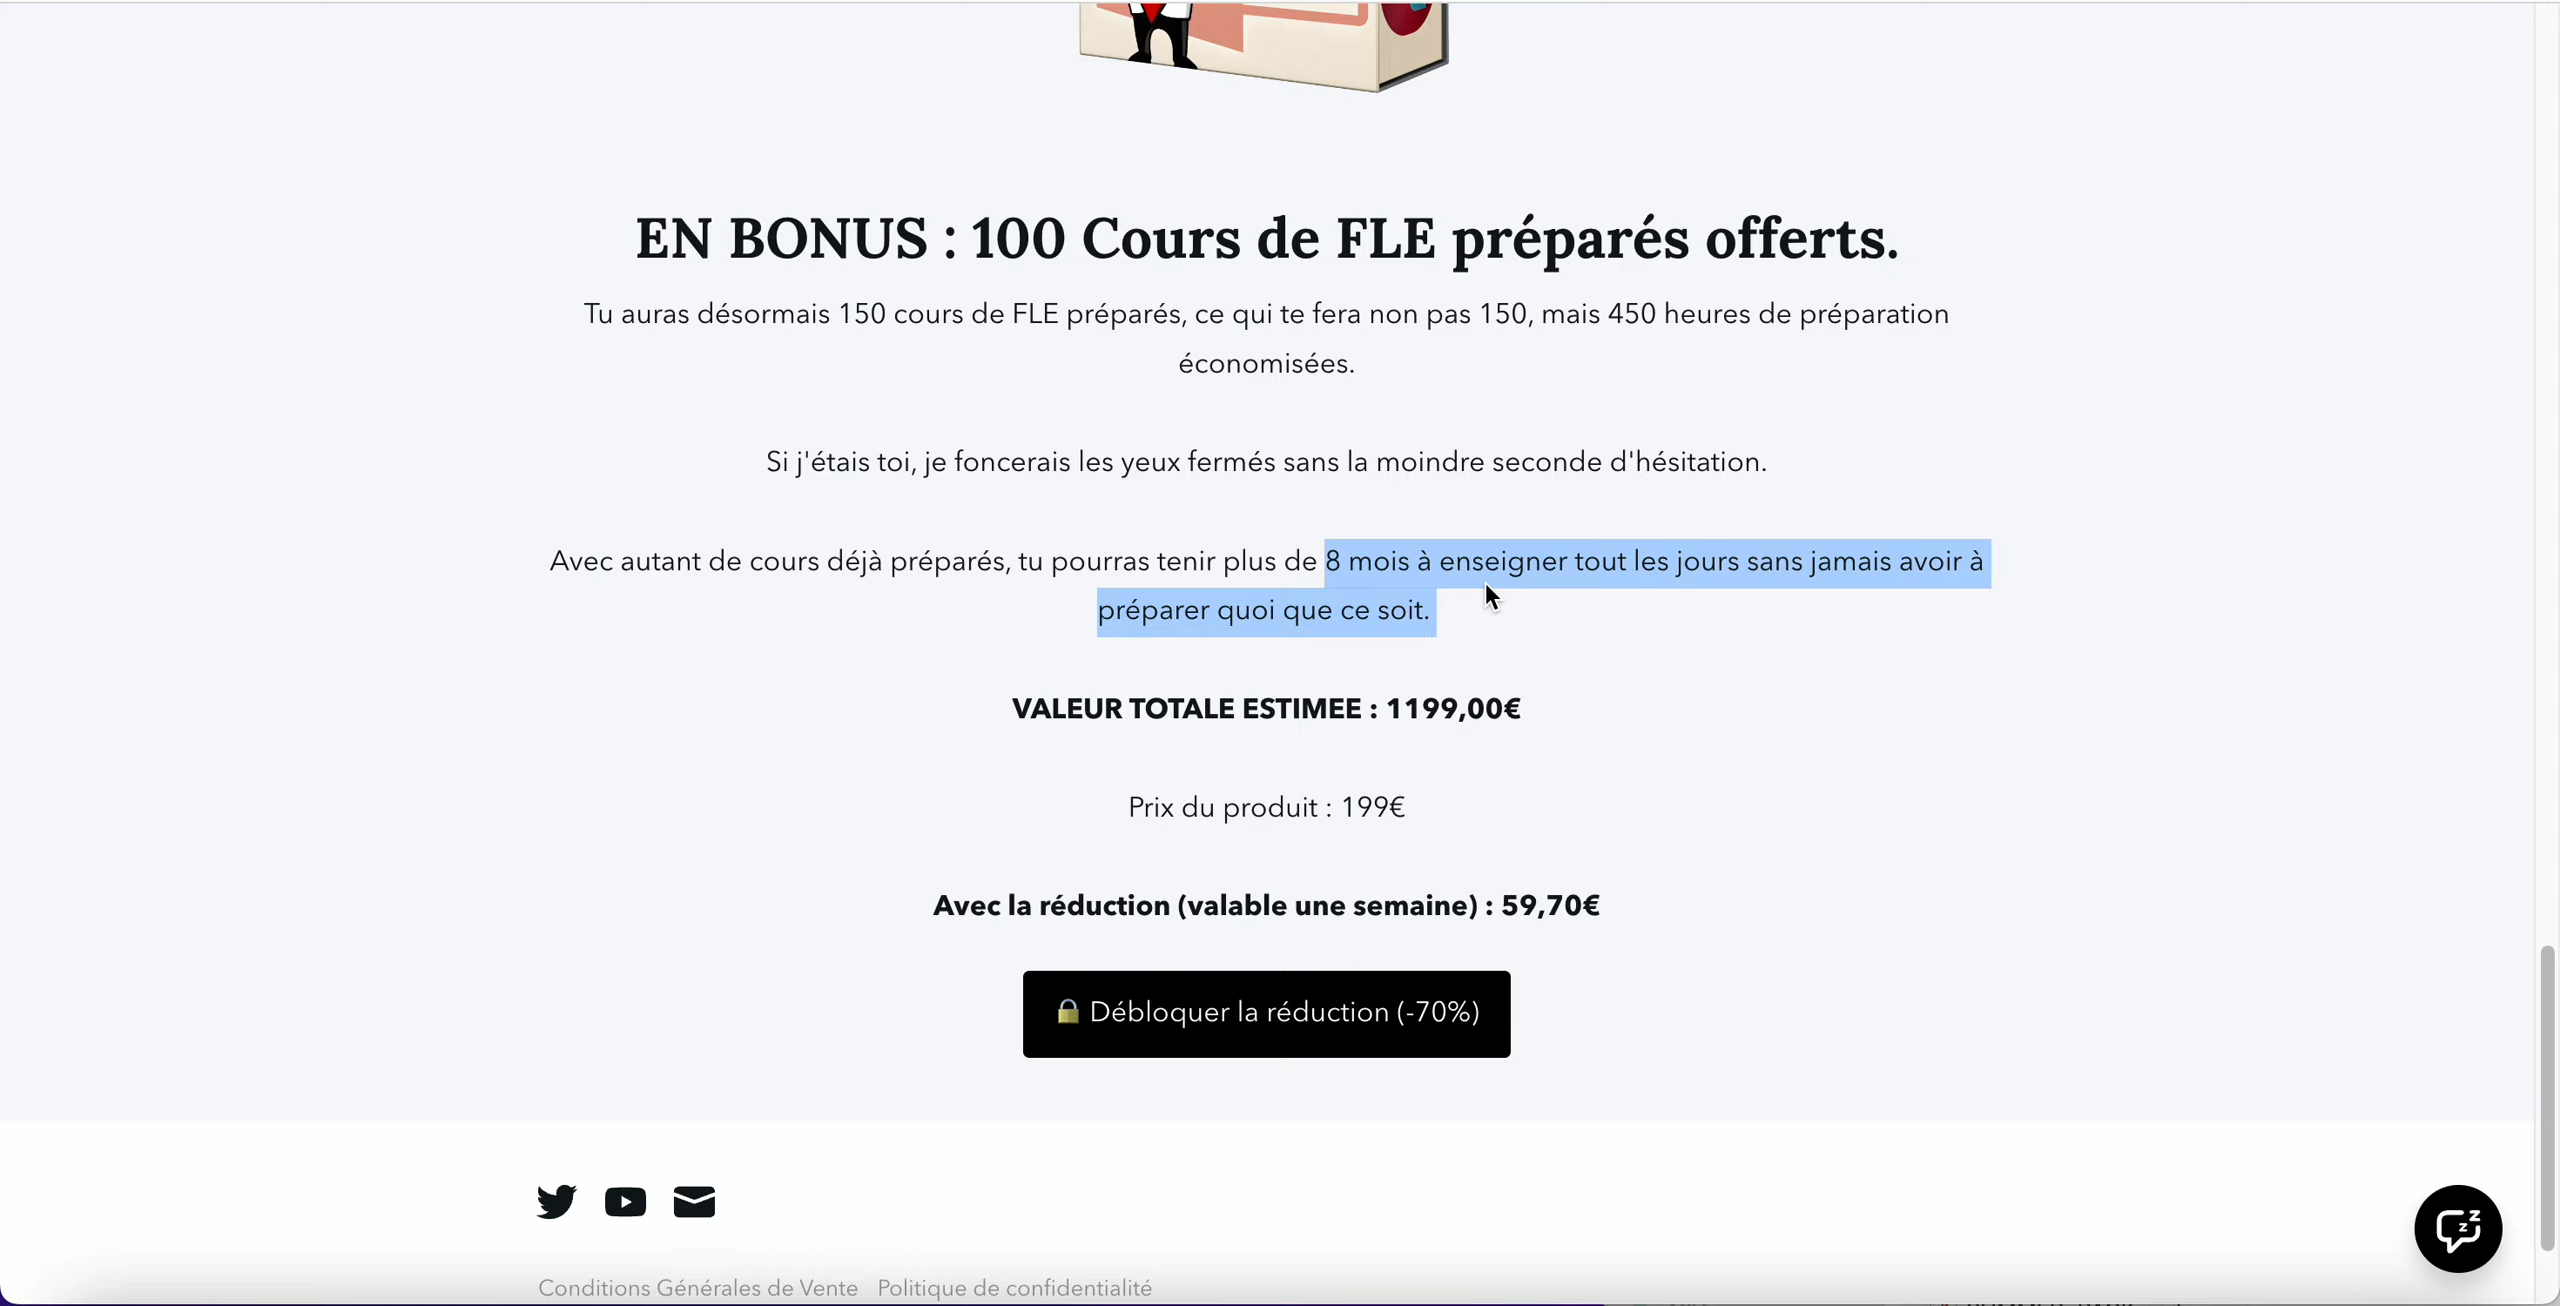 EN BONUS : 100 Cours de FLE préparés offerts.
Tu auras désormais 150 cours de FLE préparés, ce qui te fera non pas 150, mais 450 heures de préparation
économisées.
Si j'étais toi, je foncerais les yeux fermés sans la moindre seconde d'hésitation.
Avec autant de cours déjà préparés, tu pourras tenir plus de 8 mois à enseigner tout les jours sans jamais avoir à
préparer quoi que ce soit.
VALEUR TOTALE ESTIMEE : 1199,00€
Prix du produit : 199€
Avec la réduction (valable une semaine) : 59,70€
🔒 Débloquer la réduction (-70%)
Conditions Générales de Vente Politique de confidentialité